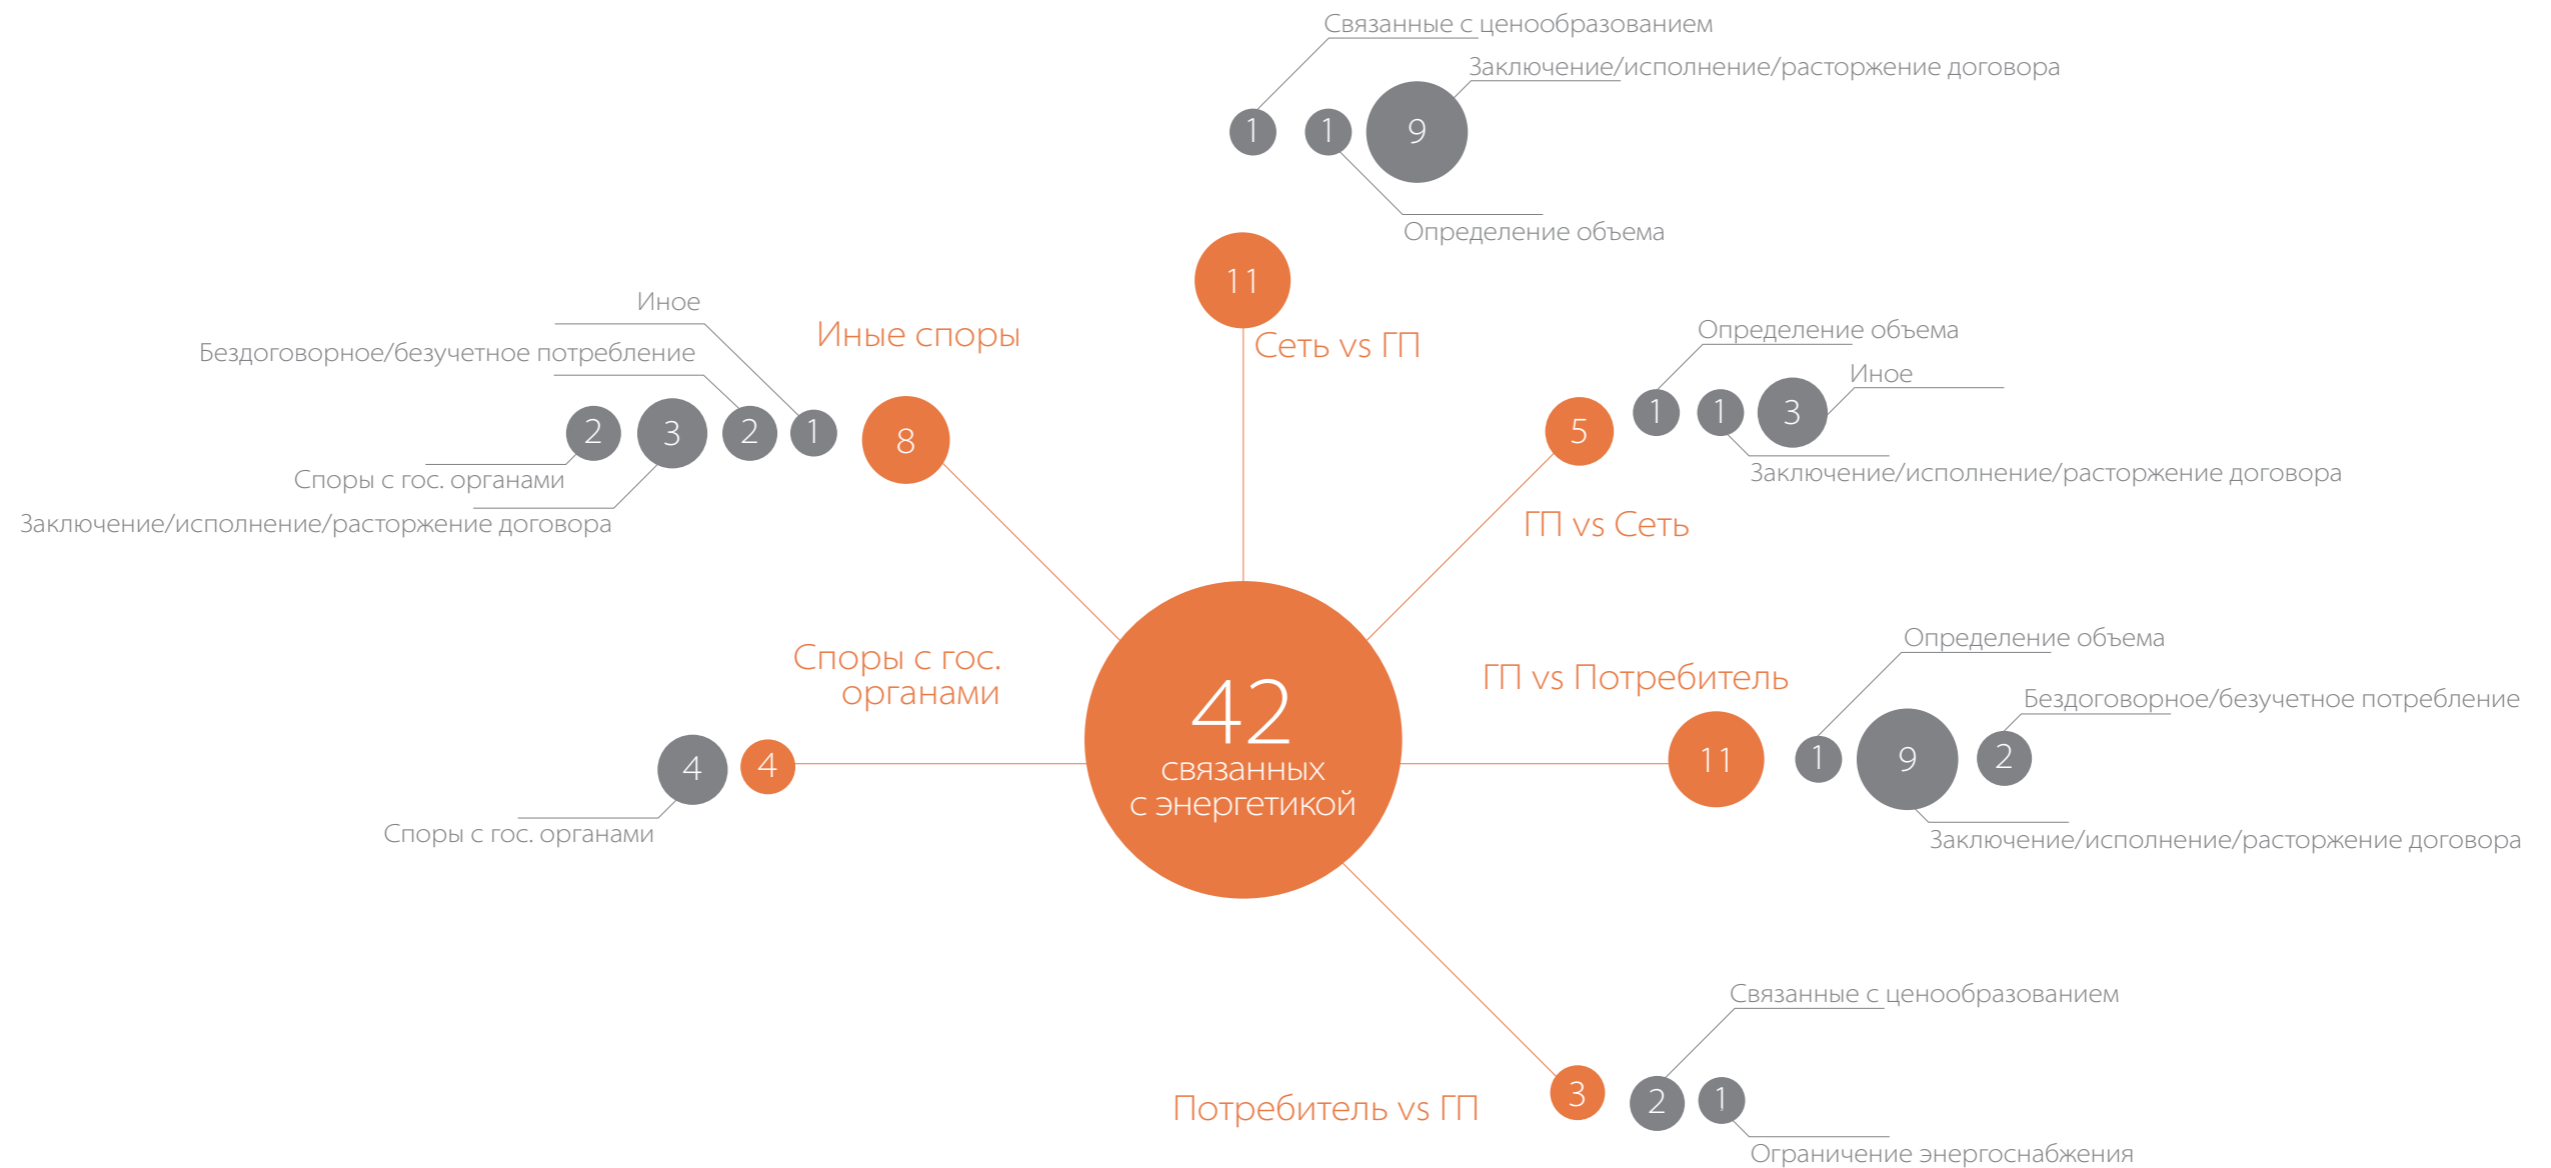 Связанные с ценообразованием
Заключение/исполнение/расторжение договора
1
1
9
Определение объема
11
Сеть vs ГП
Иное
Бездоговорное/безучетное потребление
Иные споры
2
3
2
1
8
Споры с гос. органами
Заключение/исполнение/расторжение договора
Определение объема
Иное
5
1
1
3
Заключение/исполнение/расторжение договора
ГП vs Сеть
Споры с гос.
органами
4
4
Споры с гос. органами
42
связанных
с энергетикой
ГП vs Потребитель
Определение объема
Бездоговорное/безучетное потребление
11
1
9
2
Заключение/исполнение/расторжение договора
Связанные с ценообразованием
Потребитель vs ГП
3
2
1
Ограничение энергоснабжения